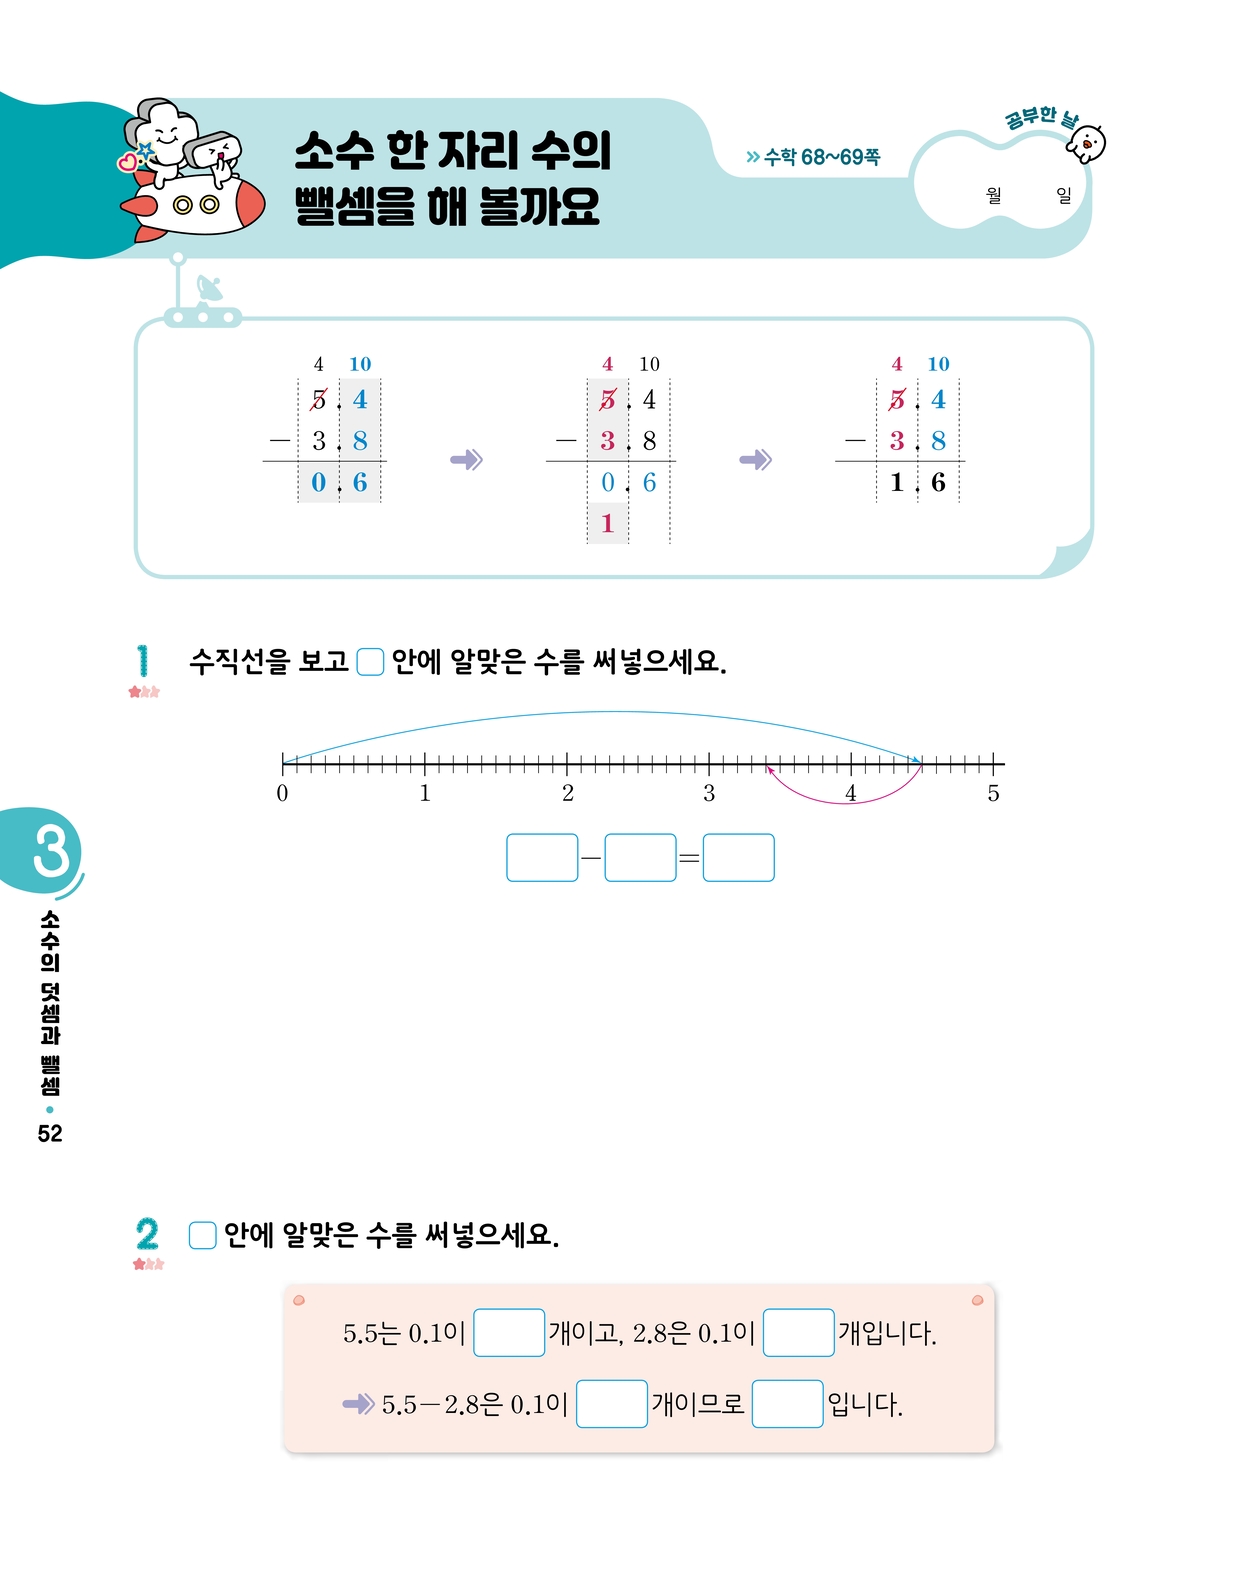 소수 한 자리 수의
뺄셈을 해 볼까요
» 수학 68~69쪽
공부한 날
월 일
4 10
5.4
− 3.8
0.6
4 10
5.4
− 3.8
0.6
1
4 10
5.4
− 3.8
1.6
1 수직선을 보고 □ 안에 알맞은 수를 써넣으세요.
0 1 2 3 4 5
□−□=□
3
소수의 덧셈과 뺄셈 • 52
2 □ 안에 알맞은 수를 써넣으세요.
5.5는 0.1이 □ 개이고, 2.8은 0.1이 □ 개입니다.
5.5−2.8은 0.1이 □ 개이므로 □ 입니다.